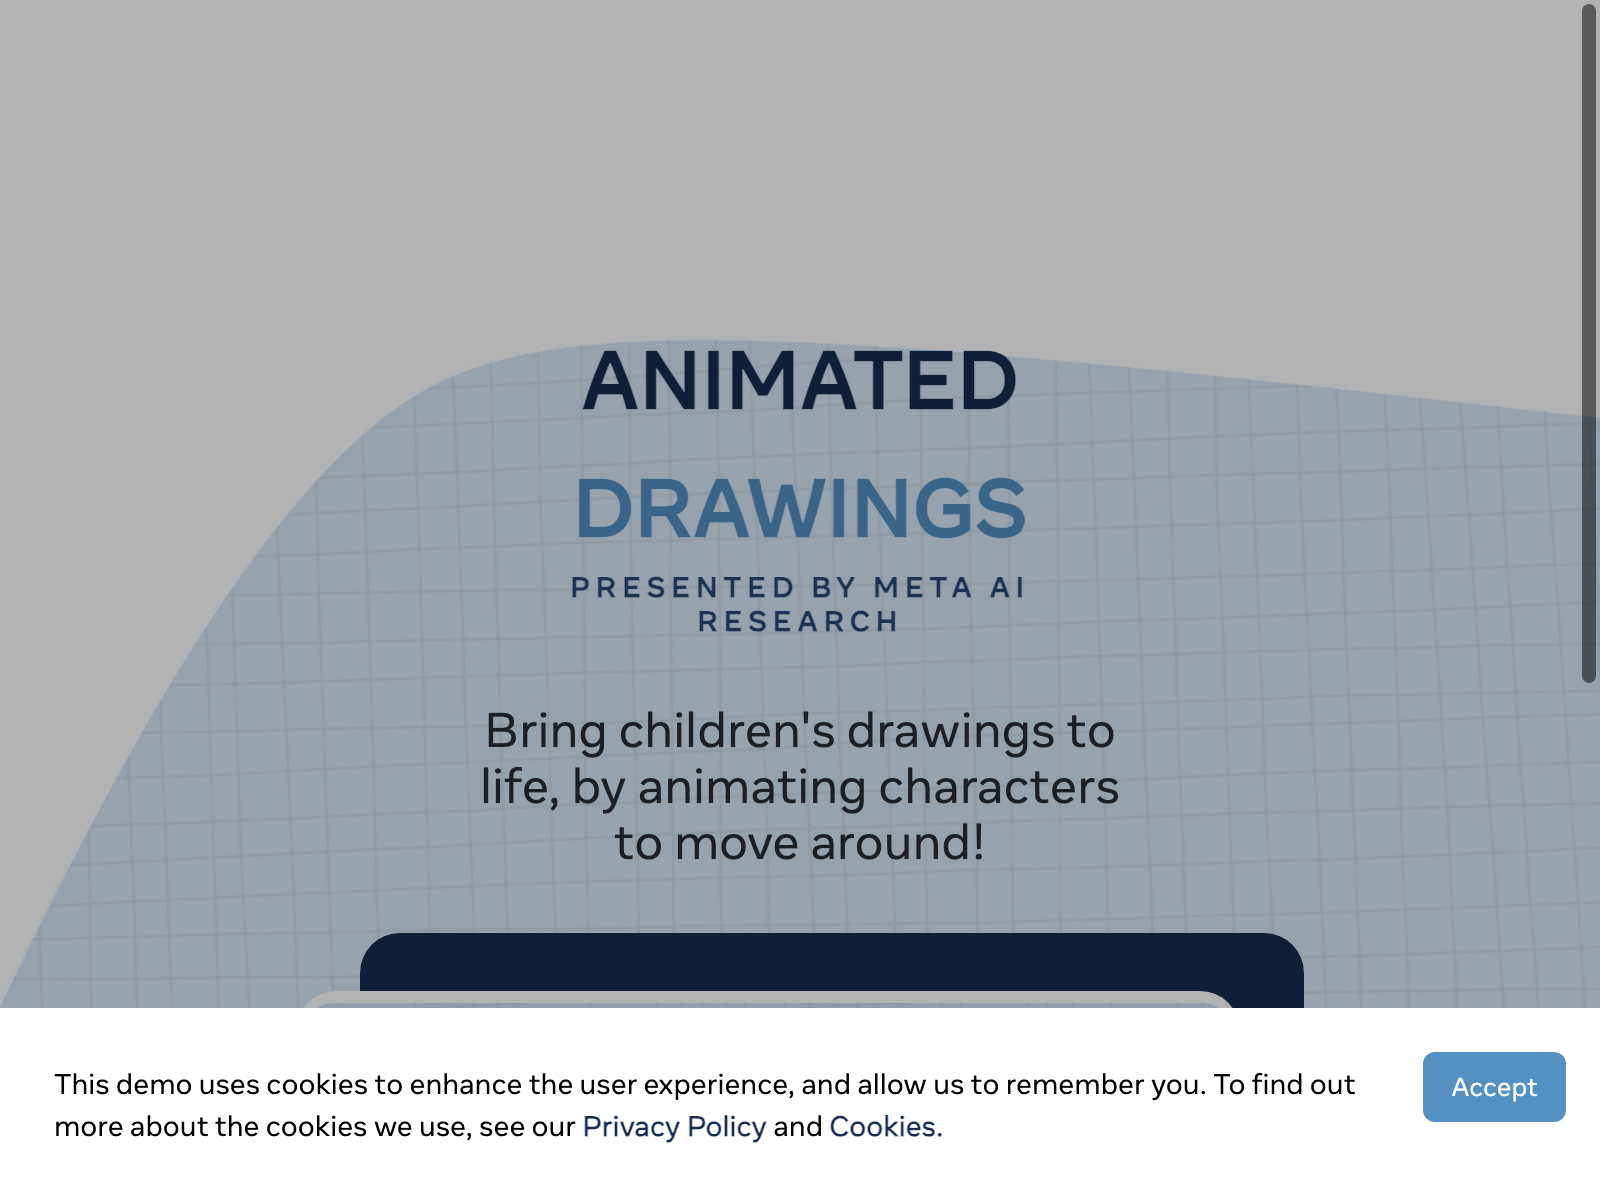 ANIMATED
DRAWINGS
PRESENTED BY META AI
RESEARCH
Bring children's drawings to
life, by animating characters
to move around!
This demo uses cookies to enhance the user experience, and allow us to remember you. To find out
more about the cookies we use, see our Privacy Policy and Cookies.
Accept